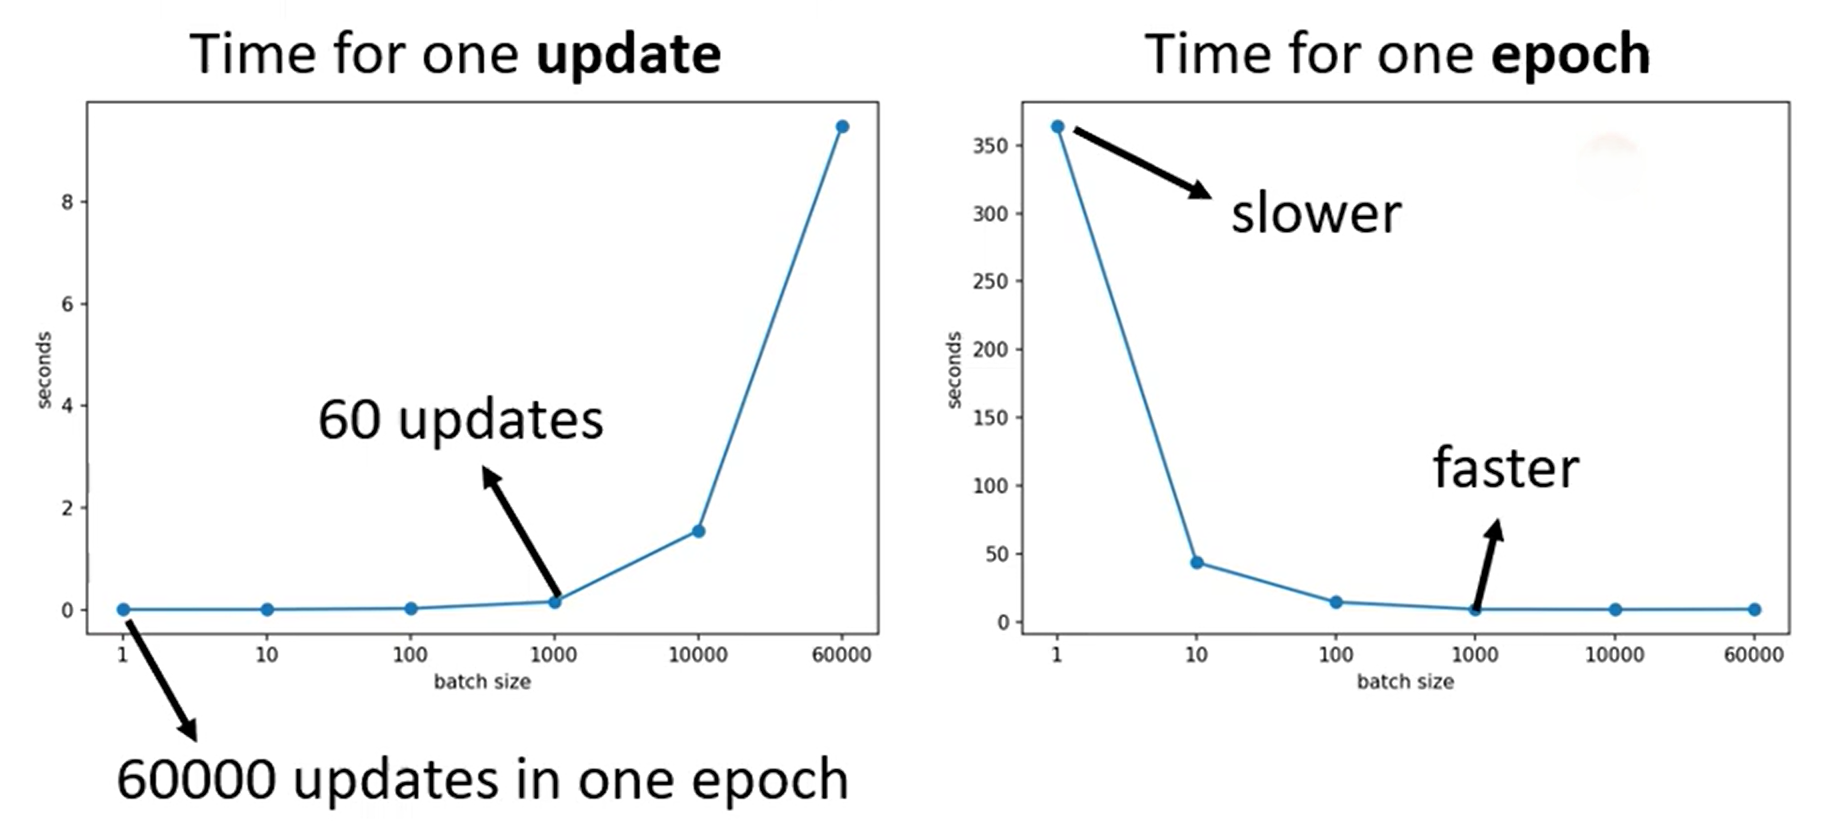 Time for one update
8
6
4
2
0
seconds
60 updates
1 10 100 1000 10000 60000
batch size
60000 updates in one epoch
Time for one epoch
350
300
250
200
150
100
50
0
seconds
slower
faster
1 10 100 1000 10000 60000
batch size